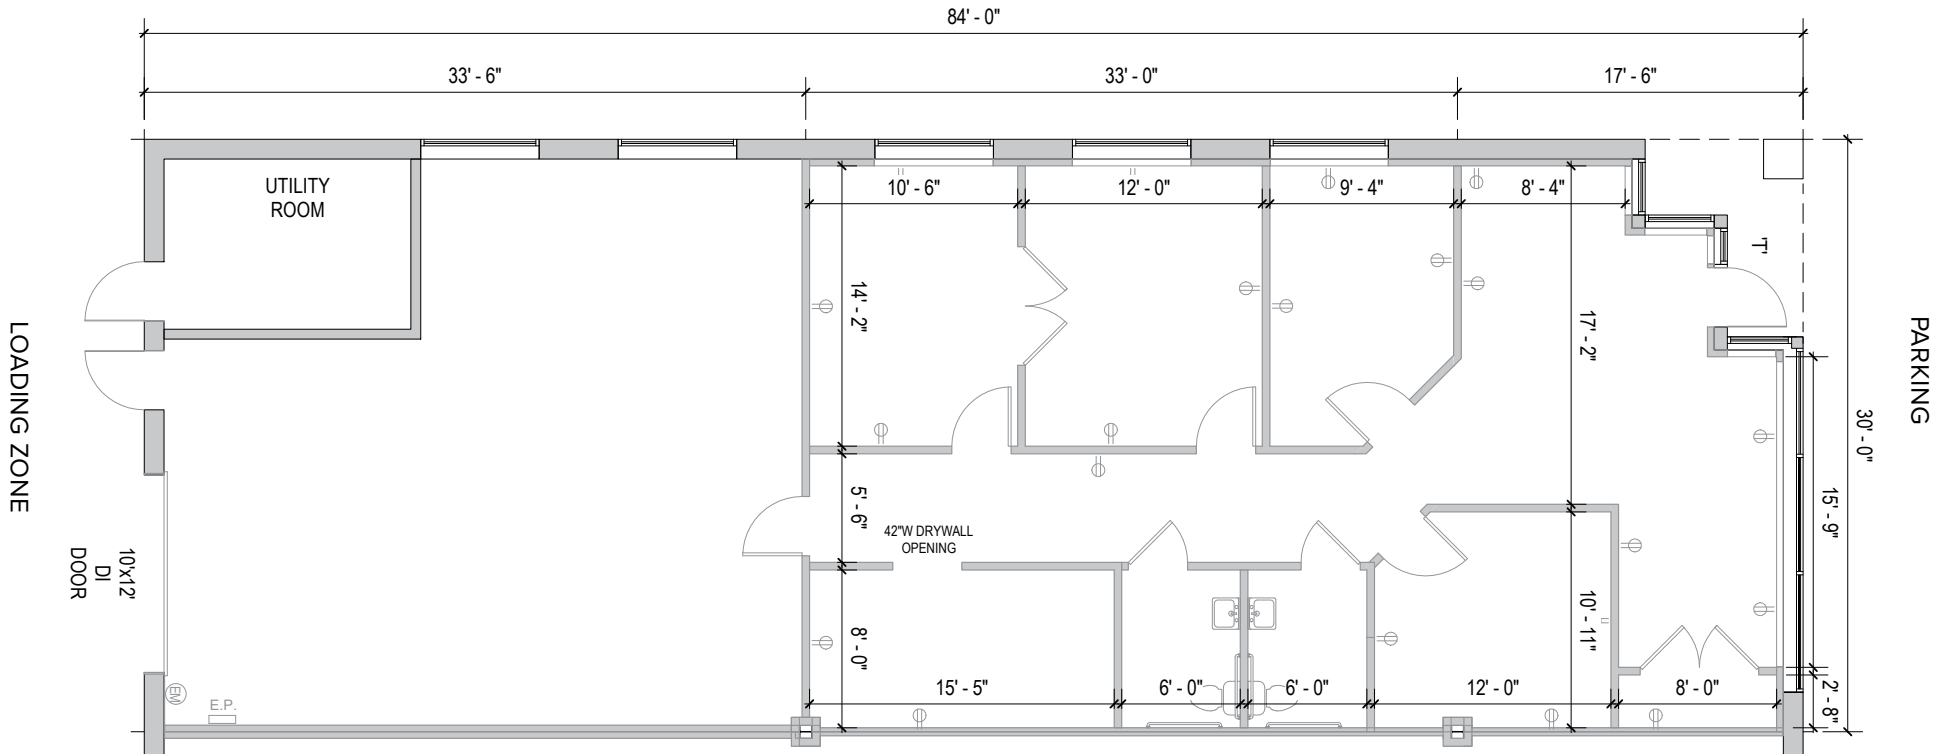 84' - 0"
33' - 6"
33' - 0"
17' - 6"
UTILITY
ROOM
10' - 6"
12' - 0"
9' - 4"
8' - 4"
'T'
14' - 2"
17' - 2"
LOADING ZONE
PARKING
30' - 0"
15' - 9"
5' - 6"
42"W DRYWALL
OPENING
10'x12'
DI
DOOR
8' - 0"
10' - 11"
15' - 5"
6' - 0"
6' - 0"
12' - 0"
8' - 0"
2' - 8"
EM
E.P.